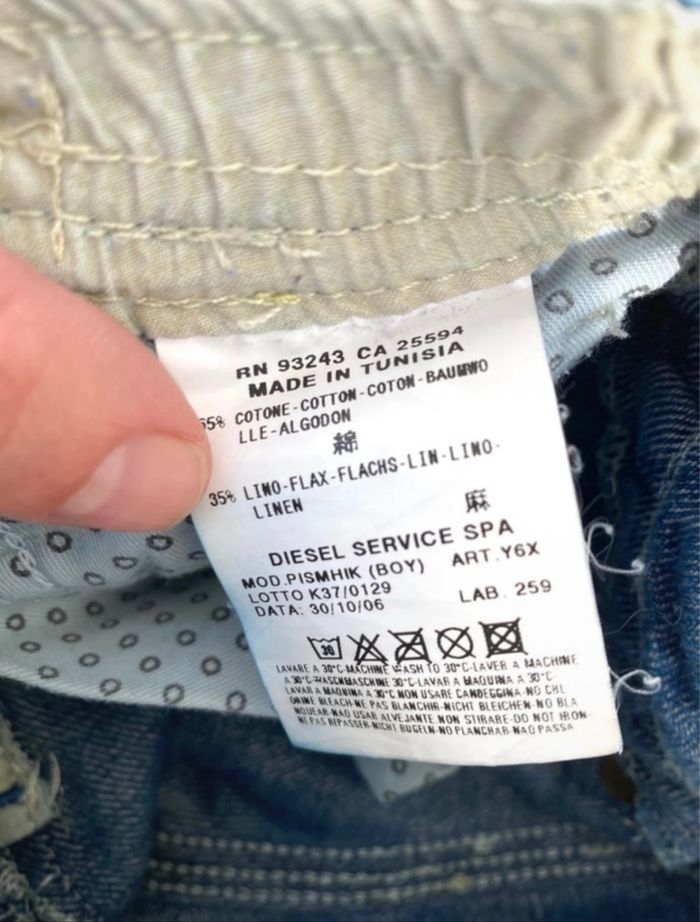 RN 93243 CA 25594
MADE IN TUNISIA
65% COTONE-COTTON-COTON-BAUMWO
LLE-ALGODON
綿
35% LINO-FLAX-FLACHS-LIN-LINO-
LINEN
麻
DIESEL SERVICE SPA
MOD.PISMHIK (BOY) ART.Y6X
LOTTO K37/0129
DATA: 30/10/06 LAB. 259
30
LAVARE A 30°C-MACHINE WASH TO 30°C-LAVER A MACHINE
A 30°C-WASCHMASCHINE 30°C-LAVAR A MAQUINA A 30°C-
LAVAR A MAQUINA A 30°C NON USARE CANDEGGINA-NO CHL
ORINE BLEACH-NE PAS BLANCHIR-NICHT BLEICHEN-NO BLA
NQUEAR-NAO USAR ALVEJANTE NON STIRARE-DO NOT IRON-
NE PAS REPASSER-NICHT BUGELN-NO PLANCHAR-NAO PASSA